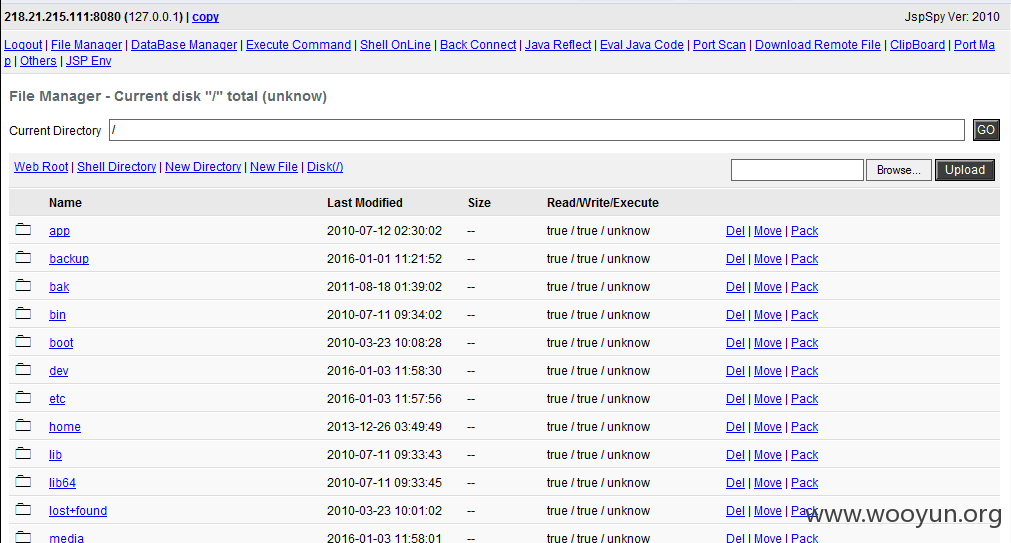 218.21.215.111:8080 (127.0.0.1) | copy JspSpy Ver: 2010
Logout | File Manager | DataBase Manager | Execute Command | Shell OnLine | Back Connect | Java Reflect | Eval Java Code | Port Scan | Download Remote File | ClipBoard | Port Ma
p | Others | JSP Env
File Manager - Current disk "/" total (unknow)
Current Directory / GO
Web Root | Shell Directory | New Directory | New File | Disk(/) Browse... Upload
Name Last Modified Size Read/Write/Execute
app 2010-07-12 02:30:02 -- true / true / unknow Del | Move | Pack
backup 2016-01-01 11:21:52 -- true / true / unknow Del | Move | Pack
bak 2011-08-18 01:39:02 -- true / true / unknow Del | Move | Pack
bin 2010-07-11 09:34:02 -- true / true / unknow Del | Move | Pack
boot 2010-03-23 10:08:28 -- true / true / unknow Del | Move | Pack
dev 2016-01-03 11:58:30 -- true / true / unknow Del | Move | Pack
etc 2016-01-03 11:57:56 -- true / true / unknow Del | Move | Pack
home 2013-12-26 03:49:49 -- true / true / unknow Del | Move | Pack
lib 2010-07-11 09:33:43 -- true / true / unknow Del | Move | Pack
lib64 2010-07-11 09:33:45 -- true / true / unknow Del | Move | Pack
lost+found 2010-03-23 10:01:02 -- true / true / unknow Del | Move | Pack
www.wooyun.org
media 2016-01-03 11:58:01 -- true / true / unknow Del | Move | Pack